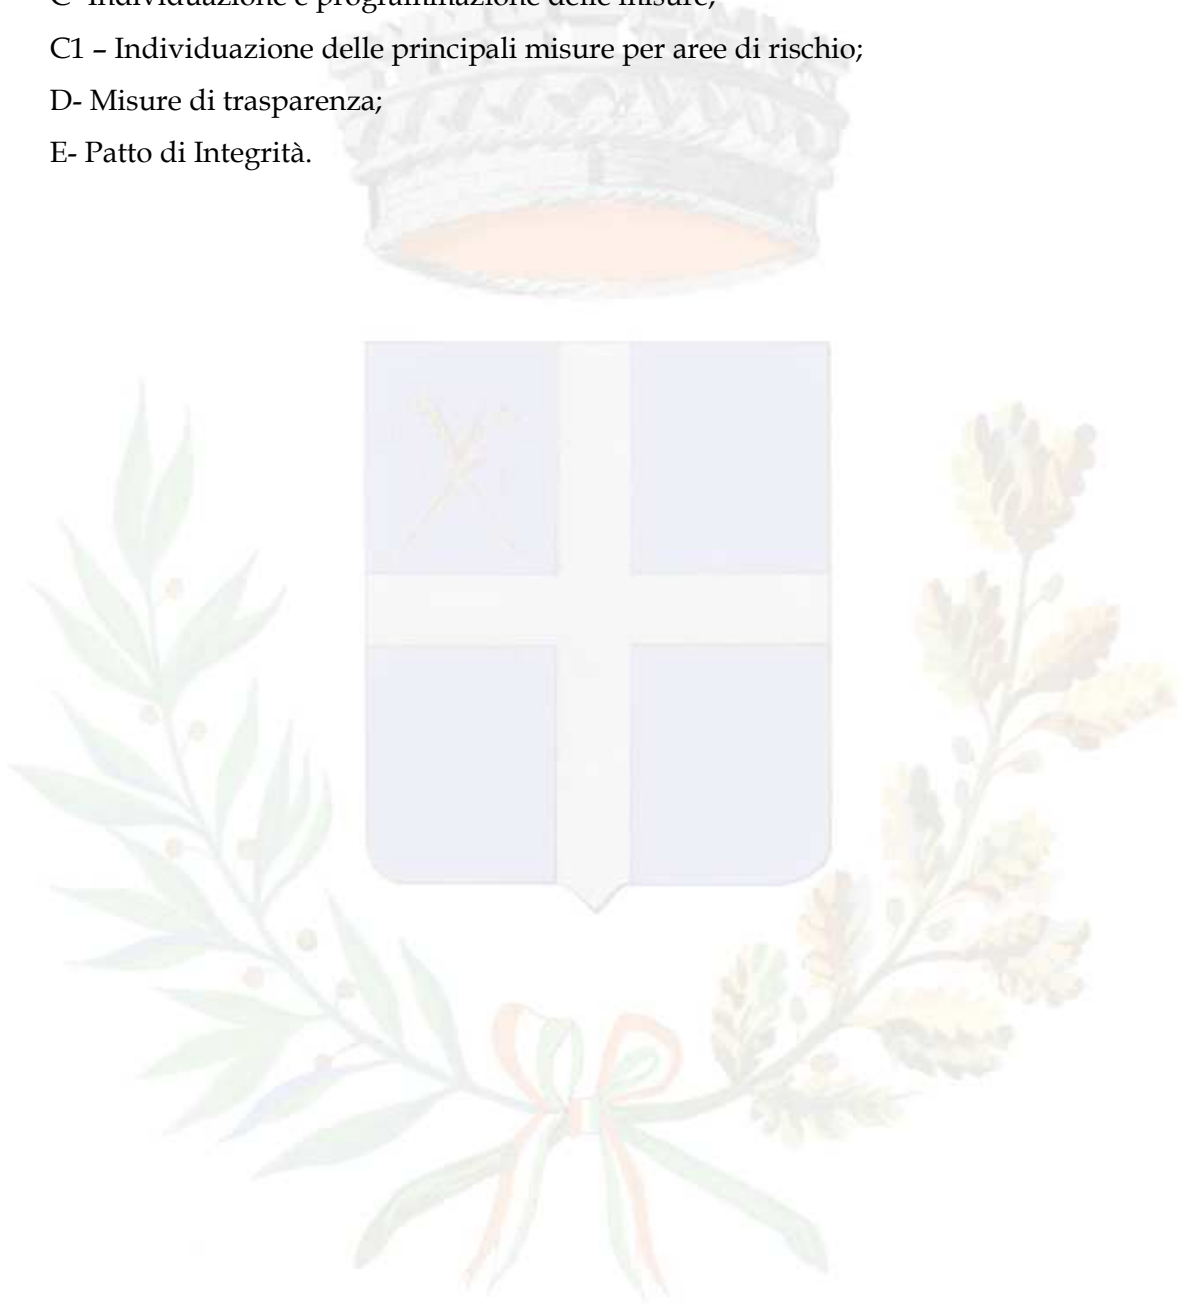 C- Individuazione e programmazione delle misure;
C1 – Individuazione delle principali misure per aree di rischio;
D- Misure di trasparenza;
E- Patto di Integrità.